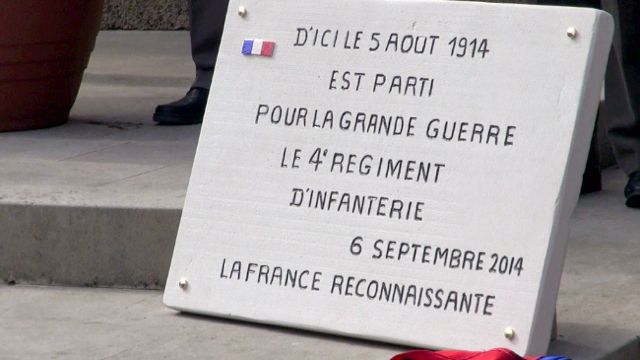 D'ICI LE 5 AOUT 1914
EST PARTI
POUR LA GRANDE GUERRE
LE 4e REGIMENT
D'INFANTERIE
6 SEPTEMBRE 2014
LA FRANCE RECONNAISSANTE